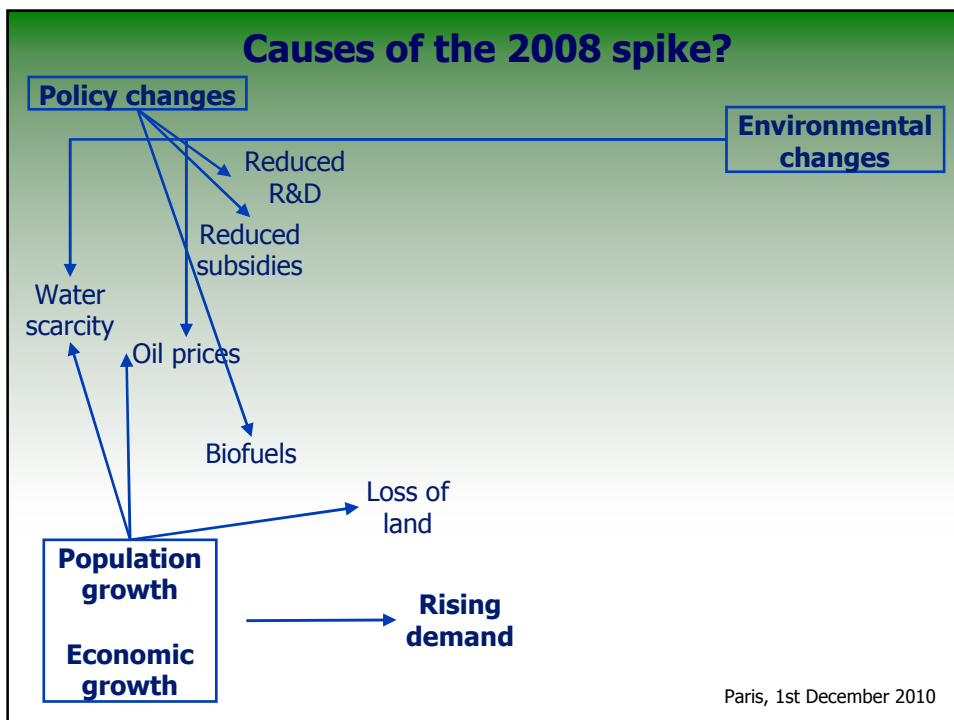 Causes of the 2008 spike?
Policy changes
Environmental
changes
Reduced
R&D
Reduced
subsidies
Water
scarcity
Oil prices
Biofuels
Loss of
land
Population
growth
Economic
growth
Rising
demand
Paris, 1st December 2010